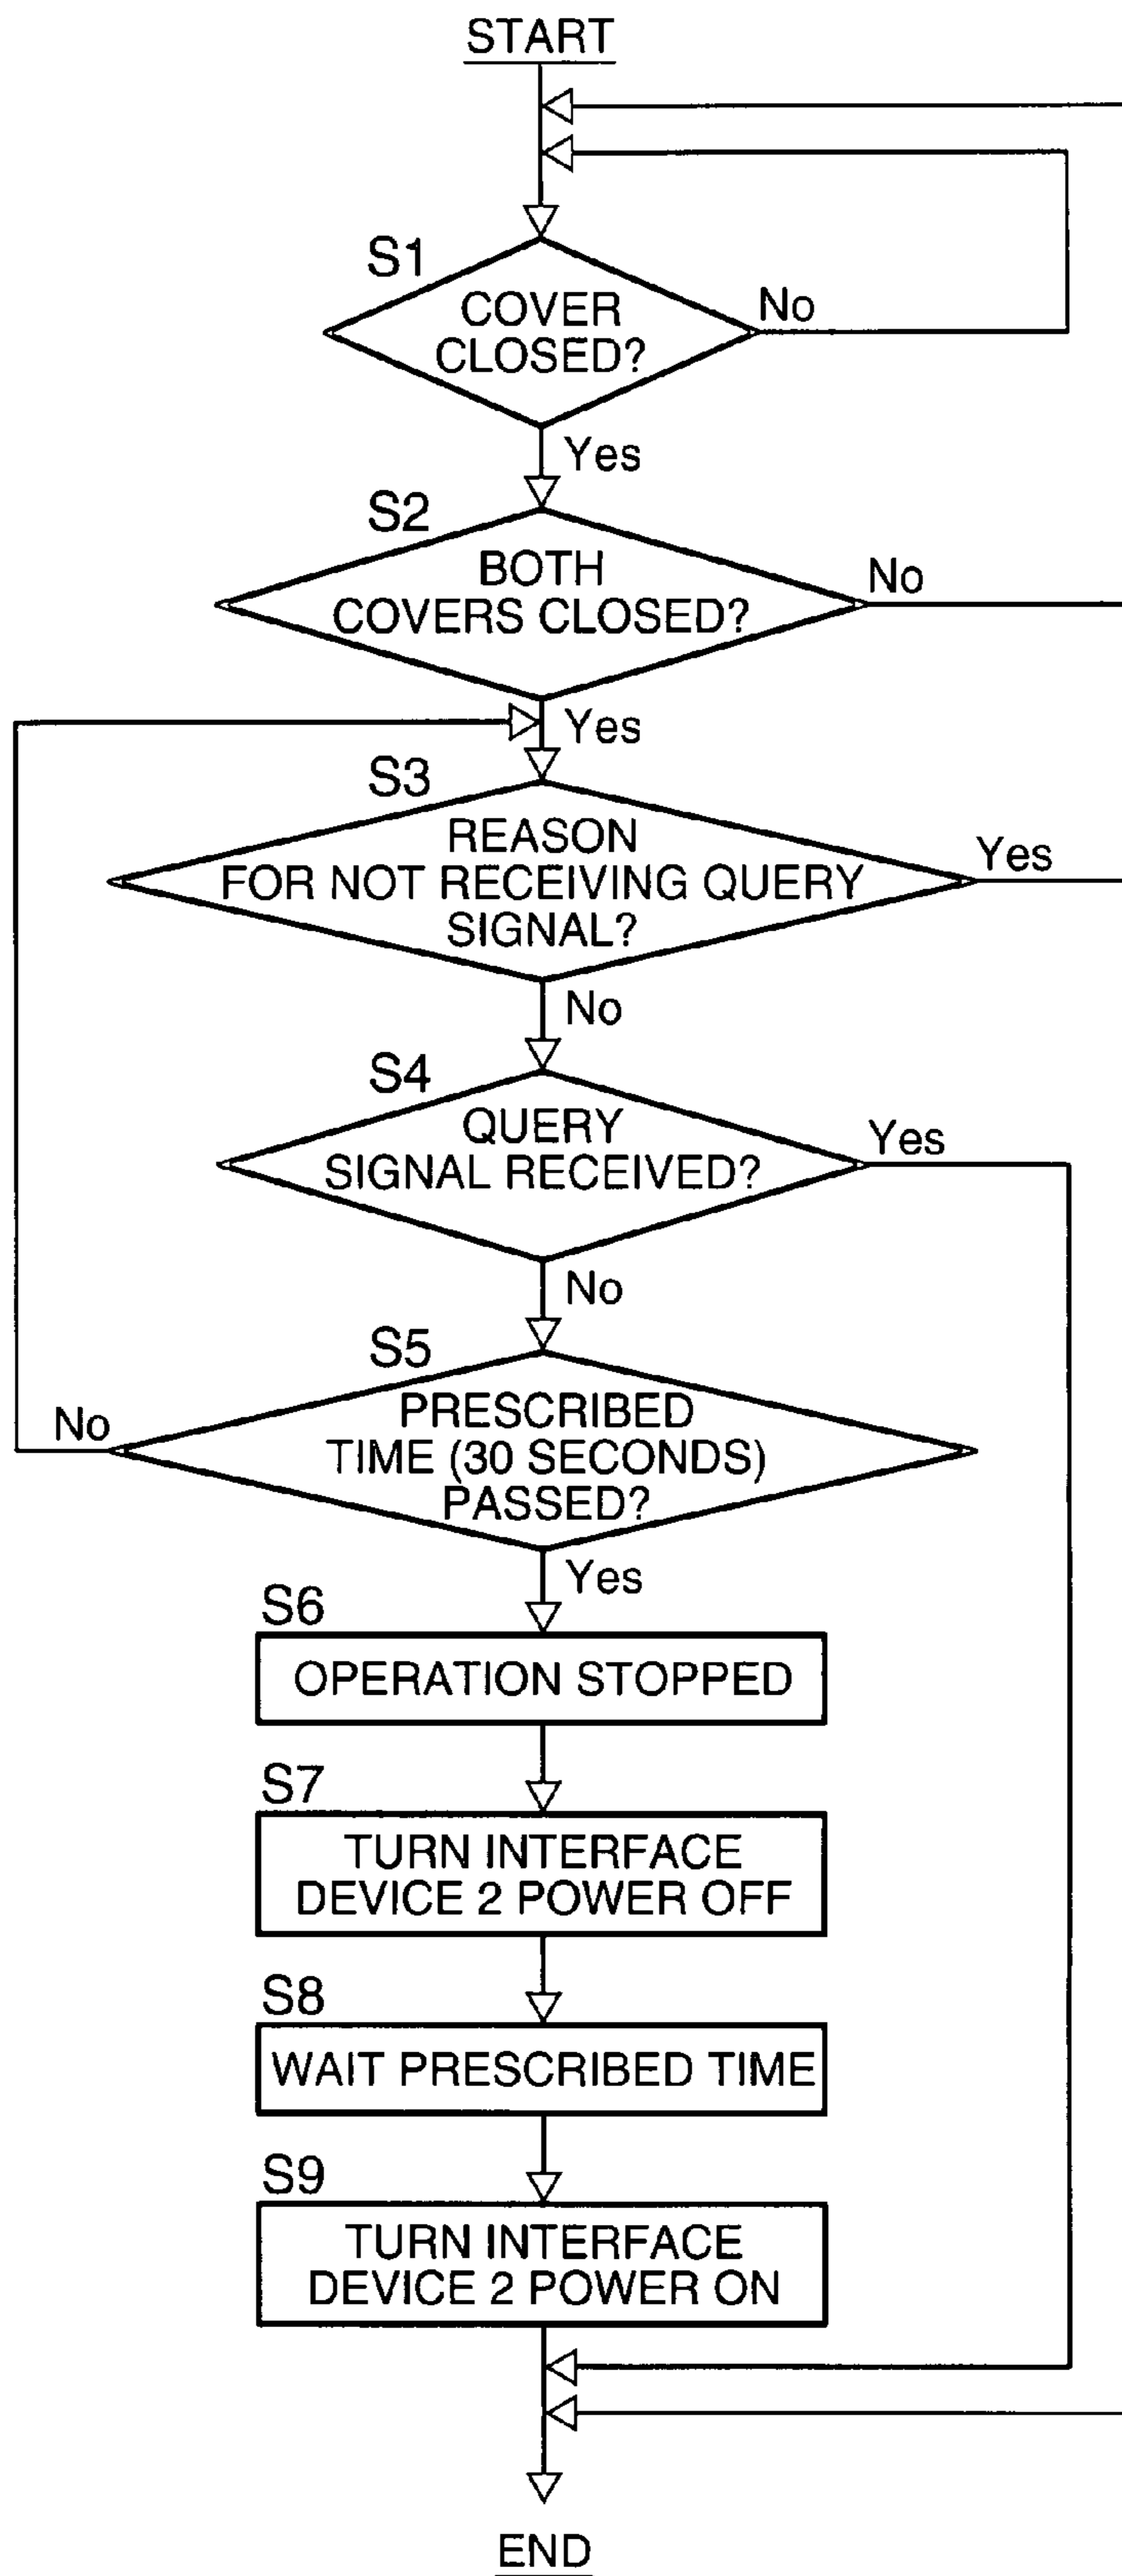 START
S1
COVER
CLOSED?
No
Yes
S2
BOTH
COVERS CLOSED?
No
Yes
S3
REASON
FOR NOT RECEIVING QUERY
SIGNAL?
Yes
No
S4
QUERY
SIGNAL RECEIVED?
Yes
No
S5
PRESCRIBED
TIME (30 SECONDS)
PASSED?
No
Yes
S6
OPERATION STOPPED
S7
TURN INTERFACE
DEVICE 2 POWER OFF
S8
WAIT PRESCRIBED TIME
S9
TURN INTERFACE
DEVICE 2 POWER ON
END